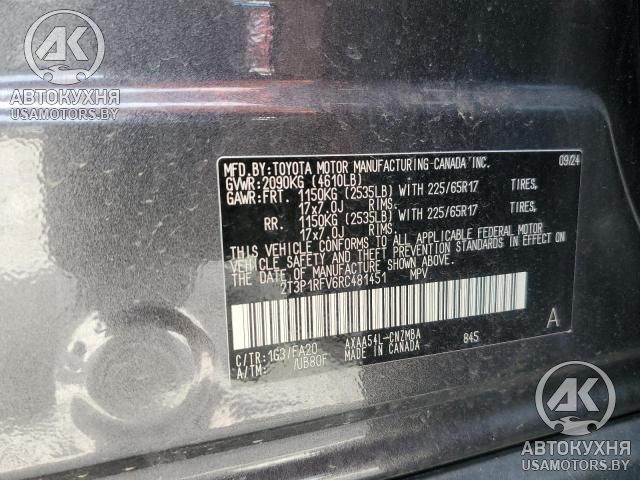 AK
АВТОКУХНЯ
USAMOTORS.BY
MFD.BY:TOYOTA MOTOR MANUFACTURING-CANADA INC. 09/24
GVWR:2090KG (4610LB)
GAWR:FRT. 1150KG (2535LB) WITH 225/65R17 TIRES,
17x7.0J RIMS.
RR. 1150KG (2535LB) WITH 225/65R17 TIRES,
17x7.0J RIMS.
THIS VEHICLE CONFORMS TO ALL APPLICABLE FEDERAL MOTOR
VEHICLE SAFETY AND THEFT PREVENTION STANDARDS IN EFFECT ON
THE DATE OF MANUFACTURE SHOWN ABOVE.
2T3P1RFV6RC481451 MPV
C/TR:1G3/FA20 AXAA54L-CNZMBA 845 A
A/TM: /UB80F MADE IN CANADA
AK
АВТОКУХНЯ
USAMOTORS.BY